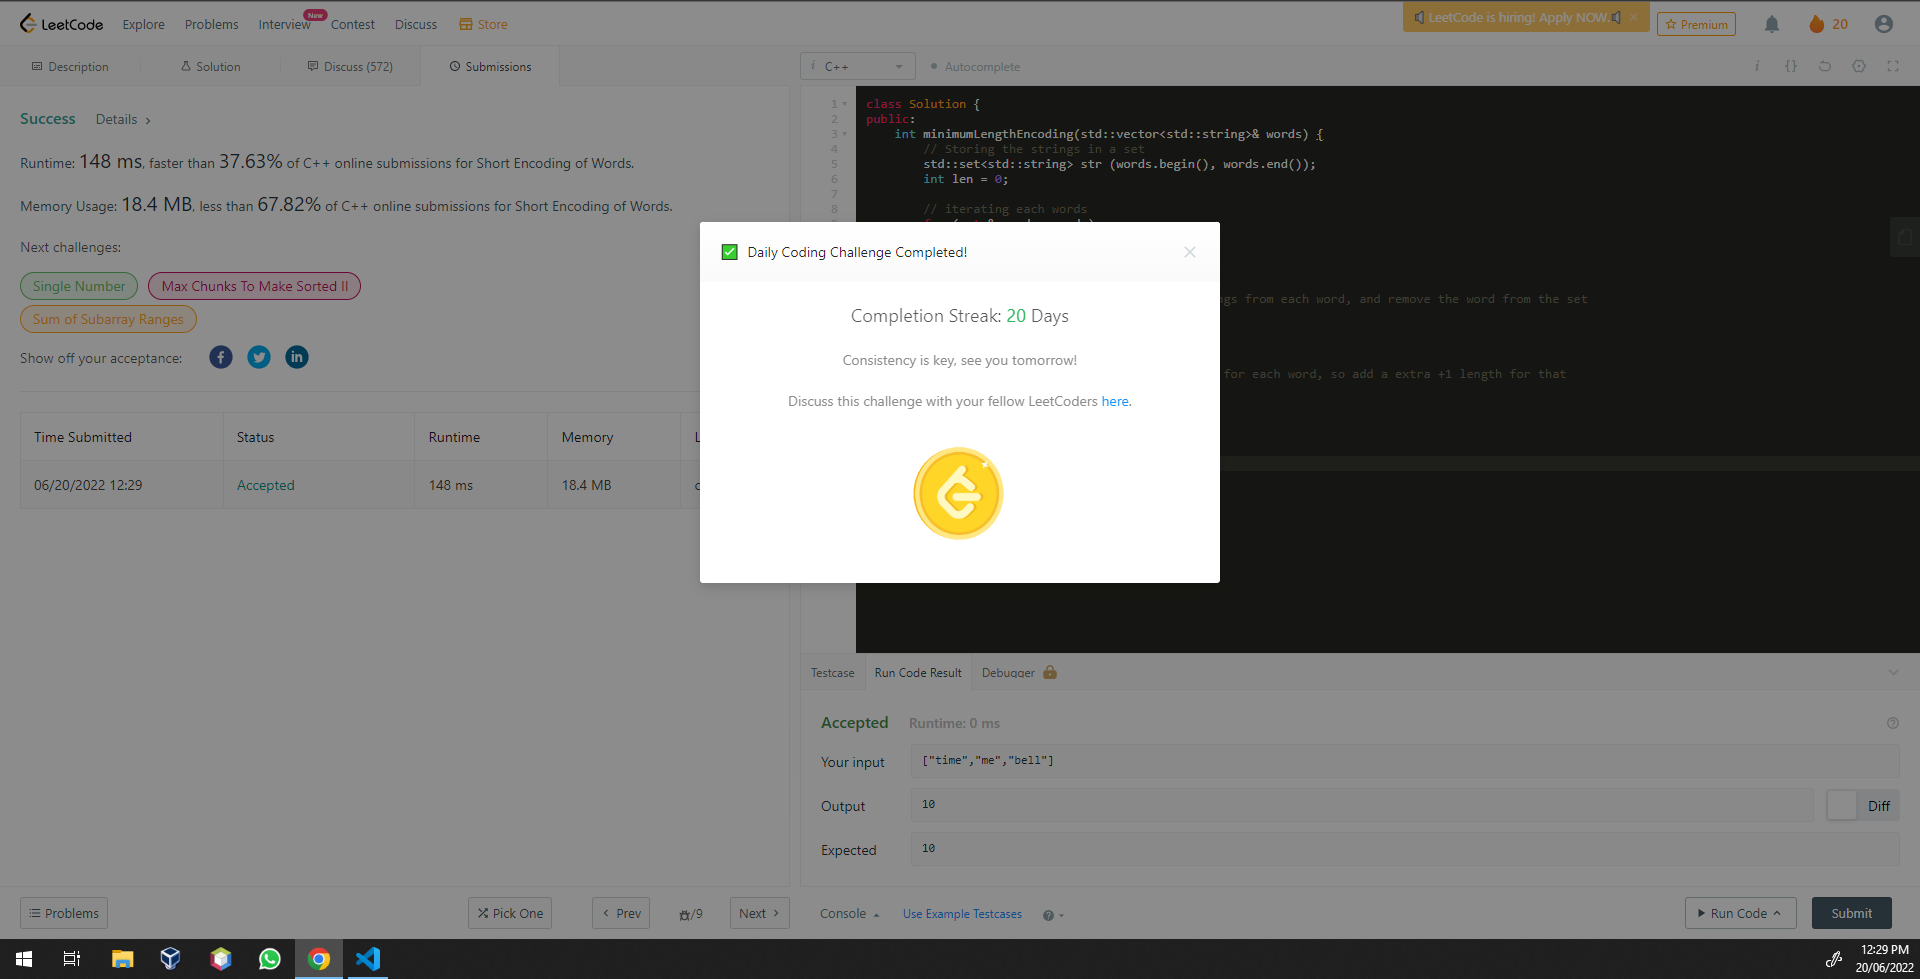 LeetCode
Explore
Problems
Interview
New
Contest
Discuss
Store
LeetCode is hiring! Apply NOW.
Premium
20
Description
Solution
Discuss (572)
Submissions
i C++
Autocomplete
Success
Details
Runtime: 148 ms, faster than 37.63% of C++ online submissions for Short Encoding of Words.
Memory Usage: 18.4 MB, less than 67.82% of C++ online submissions for Short Encoding of Words.
Next challenges:
Single Number
Max Chunks To Make Sorted II
Sum of Subarray Ranges
Show off your acceptance:
Time Submitted
Status
Runtime
Memory
06/20/2022 12:29
Accepted
148 ms
18.4 MB
1 class Solution {
2 public:
3 int minimumLengthEncoding(std::vector<std::string>& words) {
4 // Storing the strings in a set
5 std::set<std::string> str (words.begin(), words.end());
6 int len = 0;
7
8 // iterating each words
ngs from each word, and remove the word from the set
for each word, so add a extra +1 length for that
Daily Coding Challenge Completed!
Completion Streak: 20 Days
Consistency is key, see you tomorrow!
Discuss this challenge with your fellow LeetCoders here.
Testcase
Run Code Result
Debugger
Accepted
Runtime: 0 ms
Your input
["time","me","bell"]
Output
10
Diff
Expected
10
Problems
Pick One
Prev
/9
Next
Console
Use Example Testcases
Run Code
Submit
12:29 PM
20/06/2022